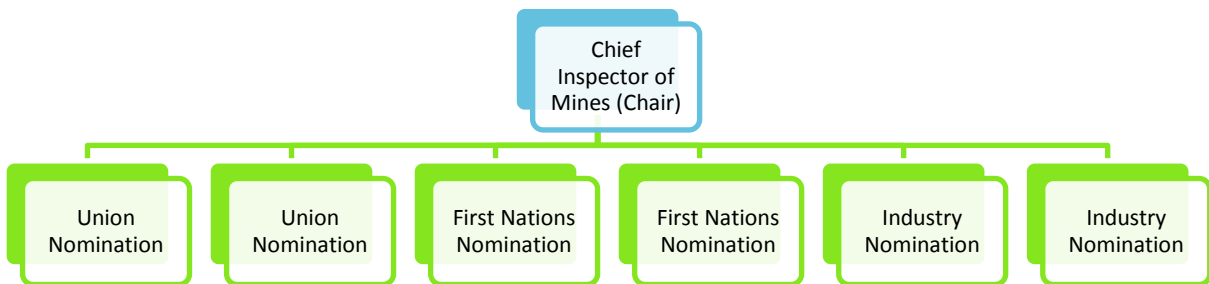 Chief
Inspector of
Mines (Chair)
Union
Nomination
Union
Nomination
First Nations
Nomination
First Nations
Nomination
Industry
Nomination
Industry
Nomination